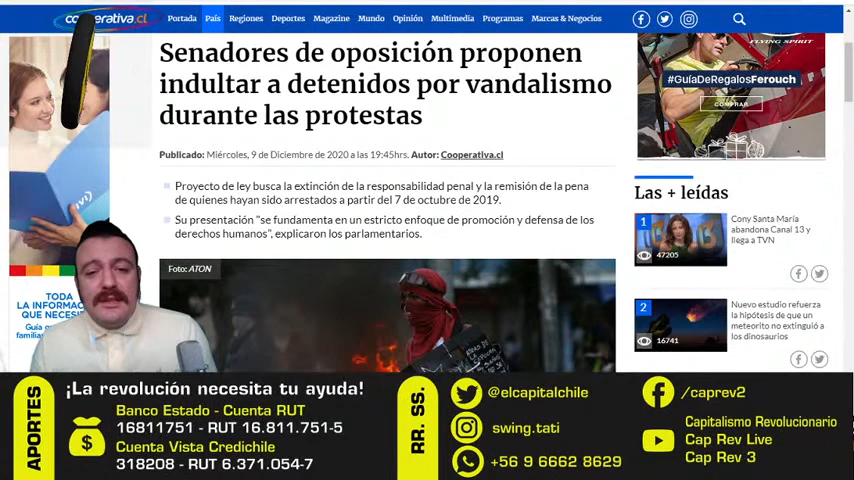 cooperativa.cl
Portada
País
Regiones
Deportes
Magazine
Mundo
Opinión
Multimedia
Programas
Marcas & Negocios
Senadores de oposición proponen
indultar a detenidos por vandalismo
durante las protestas
Publicado: Miércoles, 9 de Diciembre de 2020 a las 19:45hrs. Autor: Cooperativa.cl
Proyecto de ley busca la extinción de la responsabilidad penal y la remisión de la pena
de quienes hayan sido arrestados a partir del 7 de octubre de 2019.
Su presentación "se fundamenta en un estricto enfoque de promoción y defensa de los
derechos humanos", explicaron los parlamentarios.
Foto: ATON
FLYING SPIRIT
#GuíaDeRegalosFerouch
COMPRAR
Las + leídas
1
Cony Santa María
abandona Canal 13 y
llega a TVN
47205
2
Nuevo estudio refuerza
la hipótesis de que un
meteorito no extinguió a
los dinosaurios
16741
TODA
LA INFORMAC
QUE NECESIT
Guía
familia
APORTES
¡La revolución necesita tu ayuda!
Banco Estado - Cuenta RUT
16811751 - RUT 16.811.751-5
Cuenta Vista Credichile
318208 - RUT 6.371.054-7
RR. SS.
@elcapitalchile
swing.tati
+56 9 6662 8629
/caprev2
Capitalismo Revolucionario
Cap Rev Live
Cap Rev 3